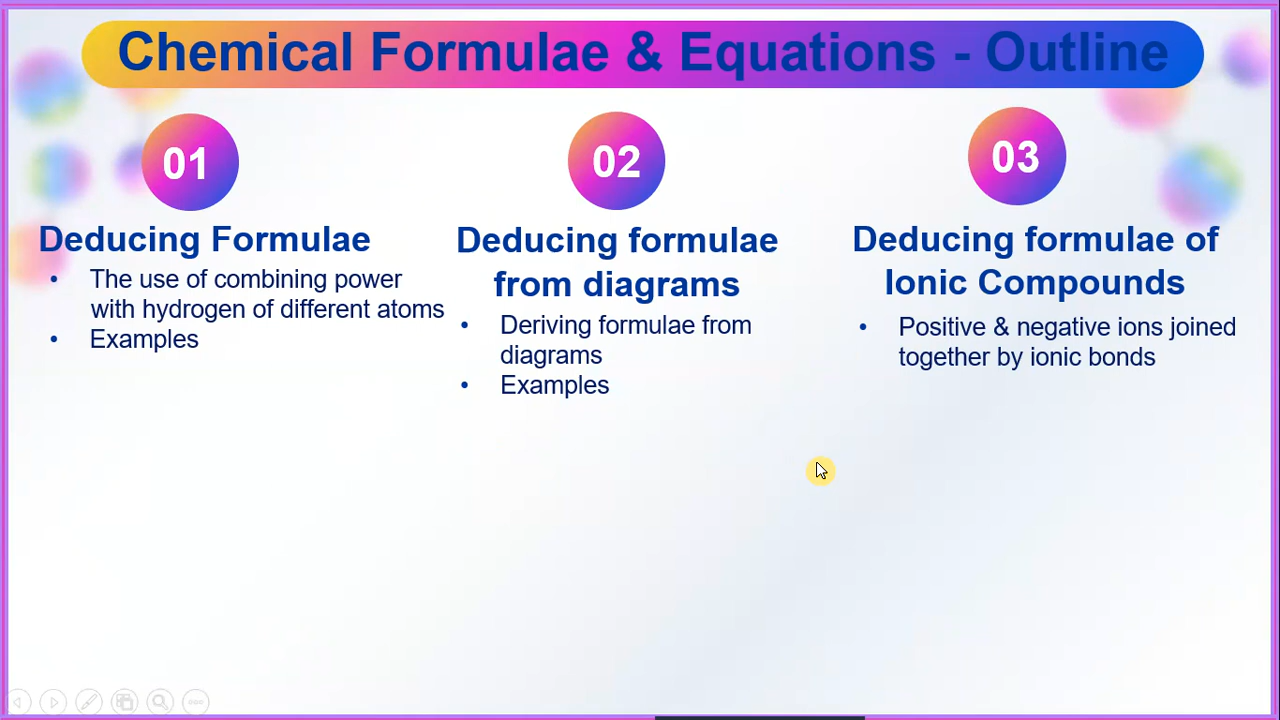 Chemical Formulae & Equations - Outline
01
Deducing Formulae
• The use of combining power
with hydrogen of different atoms
• Examples
02
Deducing formulae
from diagrams
• Deriving formulae from
diagrams
• Examples
03
Deducing formulae of
Ionic Compounds
• Positive & negative ions joined
together by ionic bonds